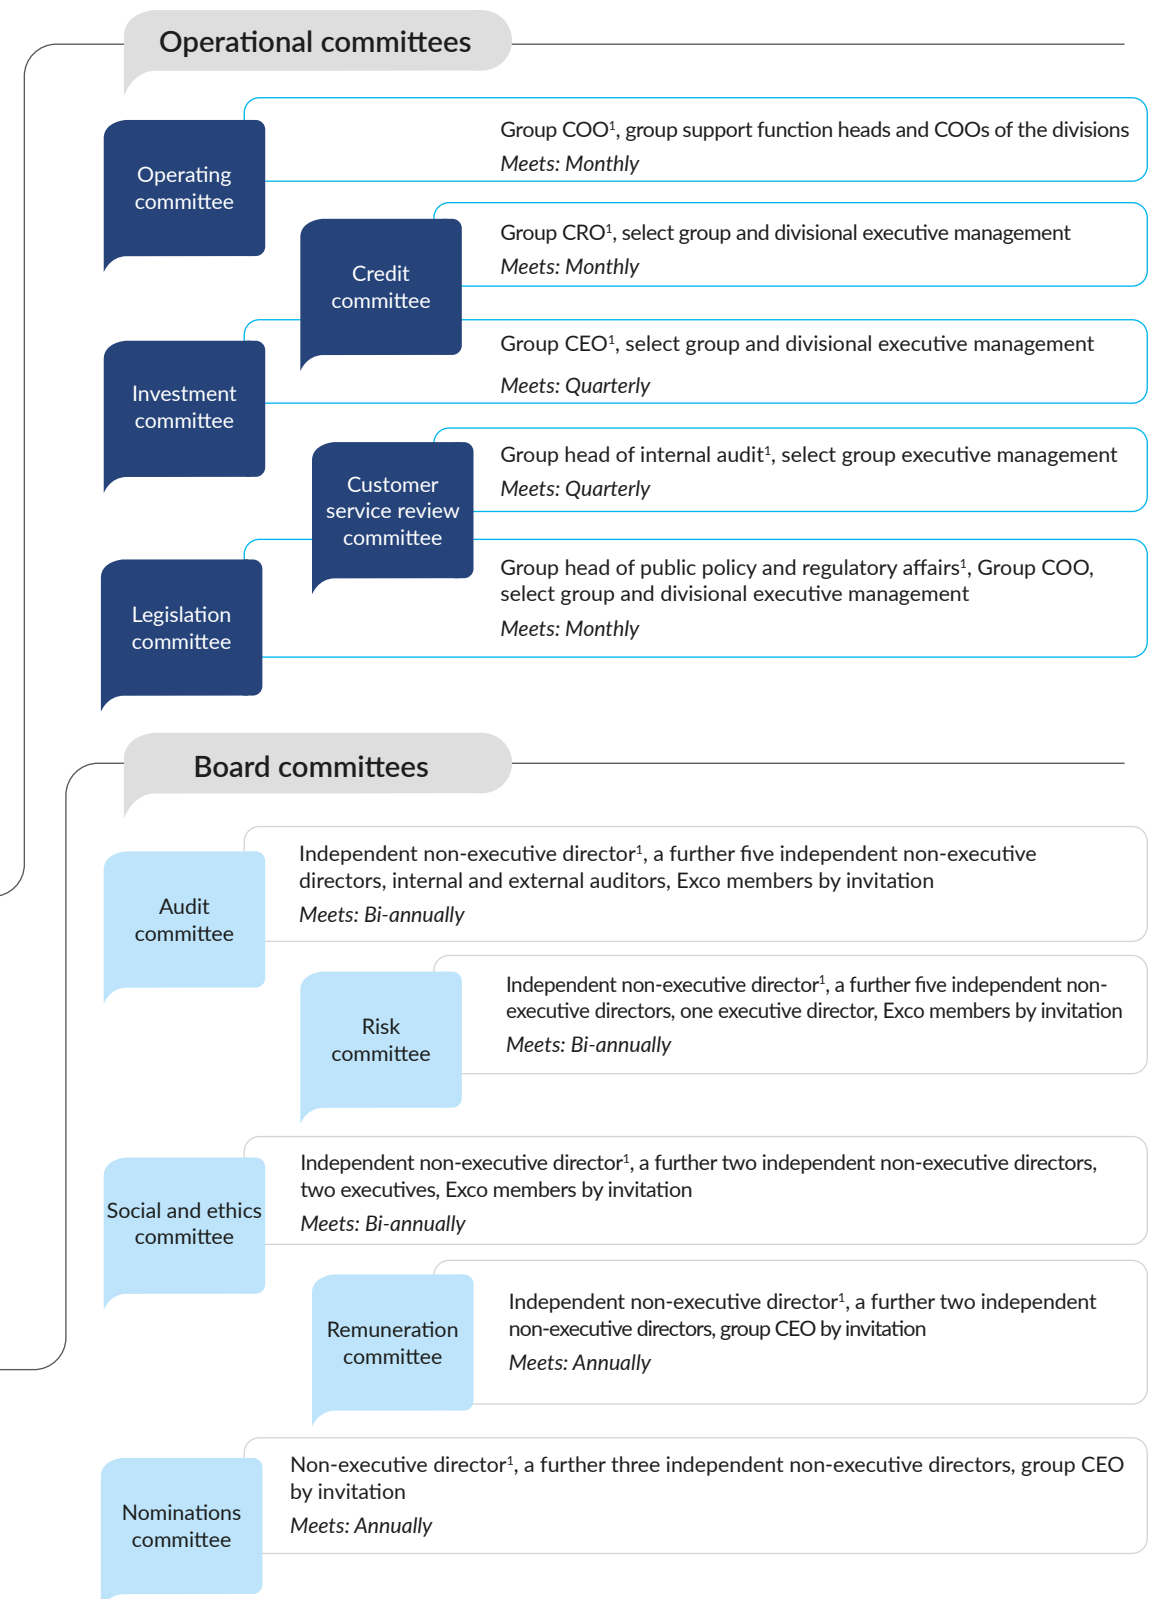 Operational committees
Operating
committee
Group COO¹, group support function heads and COOs of the divisions
Meets: Monthly
Credit
committee
Group CRO¹, select group and divisional executive management
Meets: Monthly
Investment
committee
Group CEO¹, select group and divisional executive management
Meets: Quarterly
Customer
service review
committee
Group head of internal audit¹, select group executive management
Meets: Quarterly
Legislation
committee
Group head of public policy and regulatory affairs¹, Group COO,
select group and divisional executive management
Meets: Monthly
Board committees
Audit
committee
Independent non-executive director¹, a further five independent non-executive
directors, internal and external auditors, Exco members by invitation
Meets: Bi-annually
Risk
committee
Independent non-executive director¹, a further five independent non-
executive directors, one executive director, Exco members by invitation
Meets: Bi-annually
Social and ethics
committee
Independent non-executive director¹, a further two independent non-executive directors,
two executives, Exco members by invitation
Meets: Bi-annually
Remuneration
committee
Independent non-executive director¹, a further two independent
non-executive directors, group CEO by invitation
Meets: Annually
Nominations
committee
Non-executive director¹, a further three independent non-executive directors, group CEO
by invitation
Meets: Annually